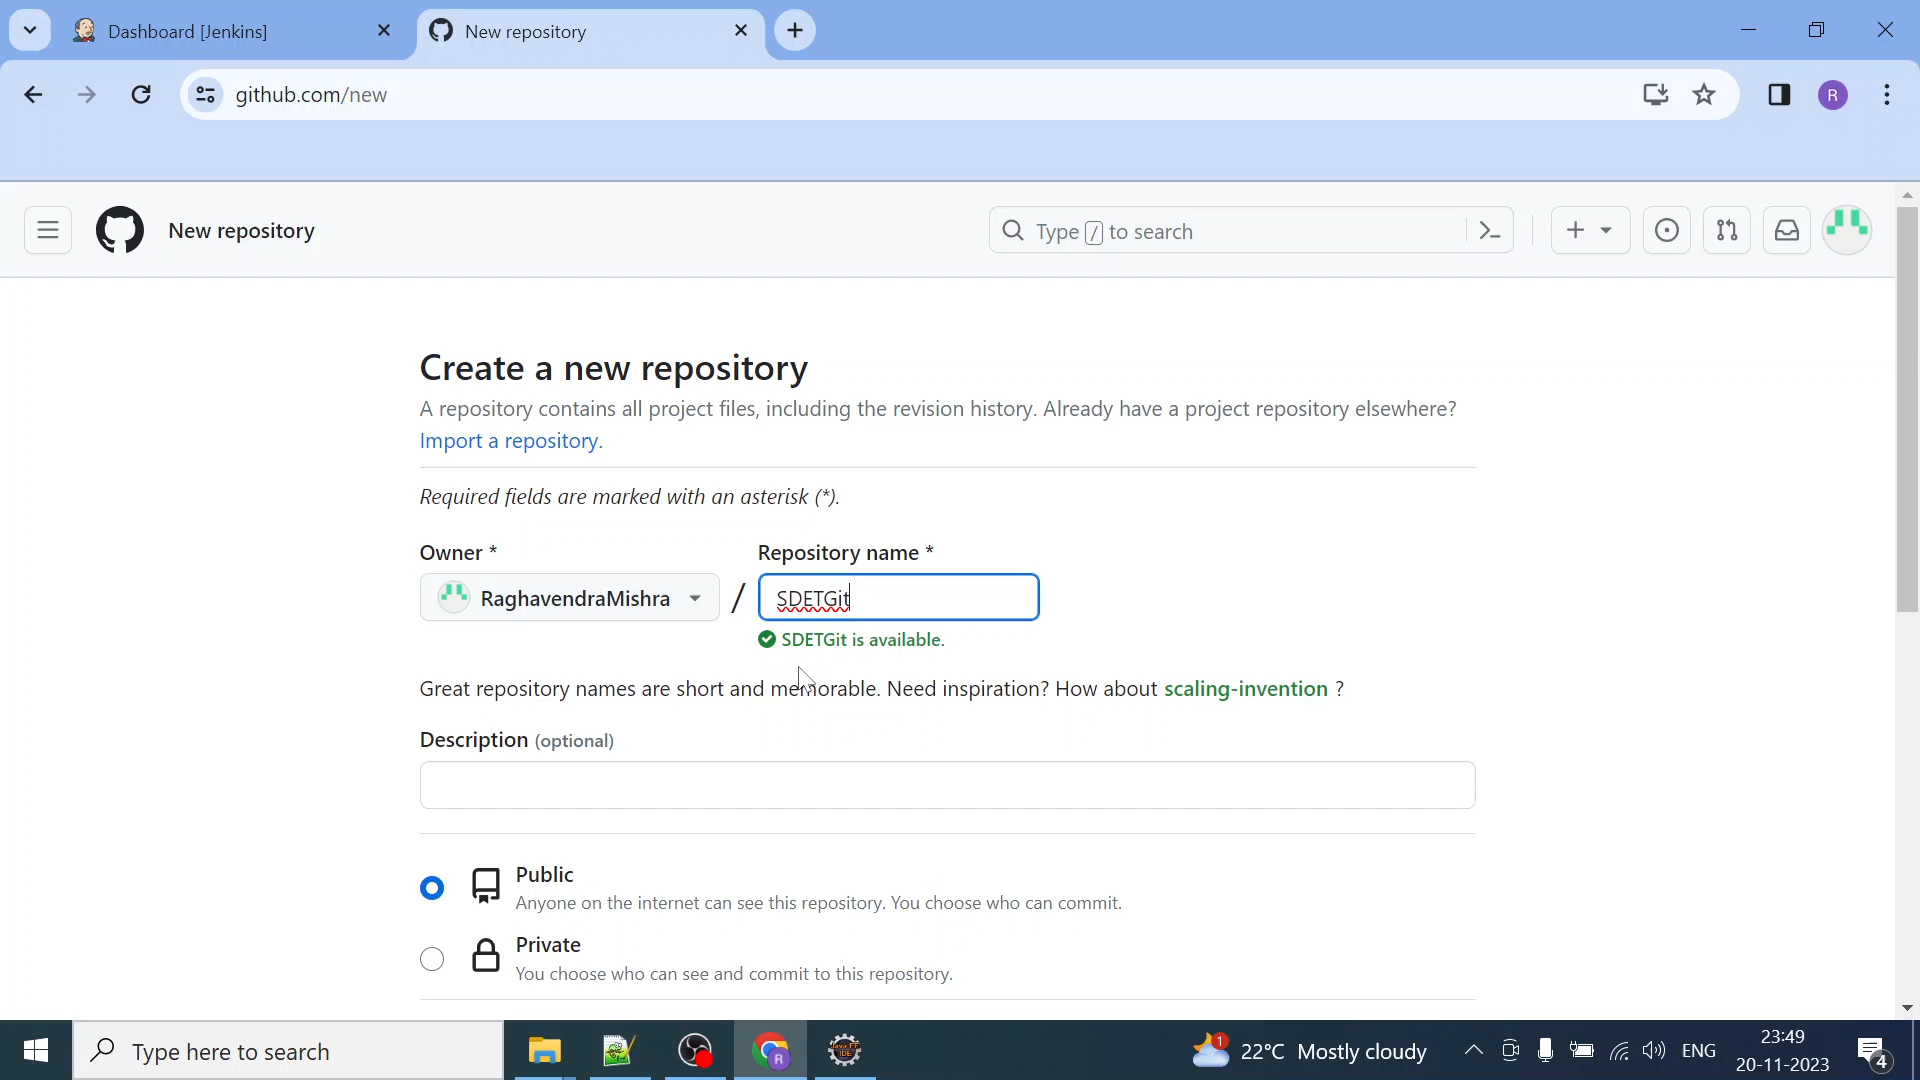 Dashboard [Jenkins]
New repository
github.com/new
R
New repository
Type / to search
Create a new repository
A repository contains all project files, including the revision history. Already have a project repository elsewhere?
Import a repository.
Required fields are marked with an asterisk (*).
Owner *
Repository name *
RaghavendraMishra
/
SDETGit
SDETGit is available.
Great repository names are short and memorable. Need inspiration? How about scaling-invention ?
Description (optional)
Public
Anyone on the internet can see this repository. You choose who can commit.
Private
You choose who can see and commit to this repository.
Type here to search
R
1
22°C Mostly cloudy
ENG
23:49
20-11-2023
4